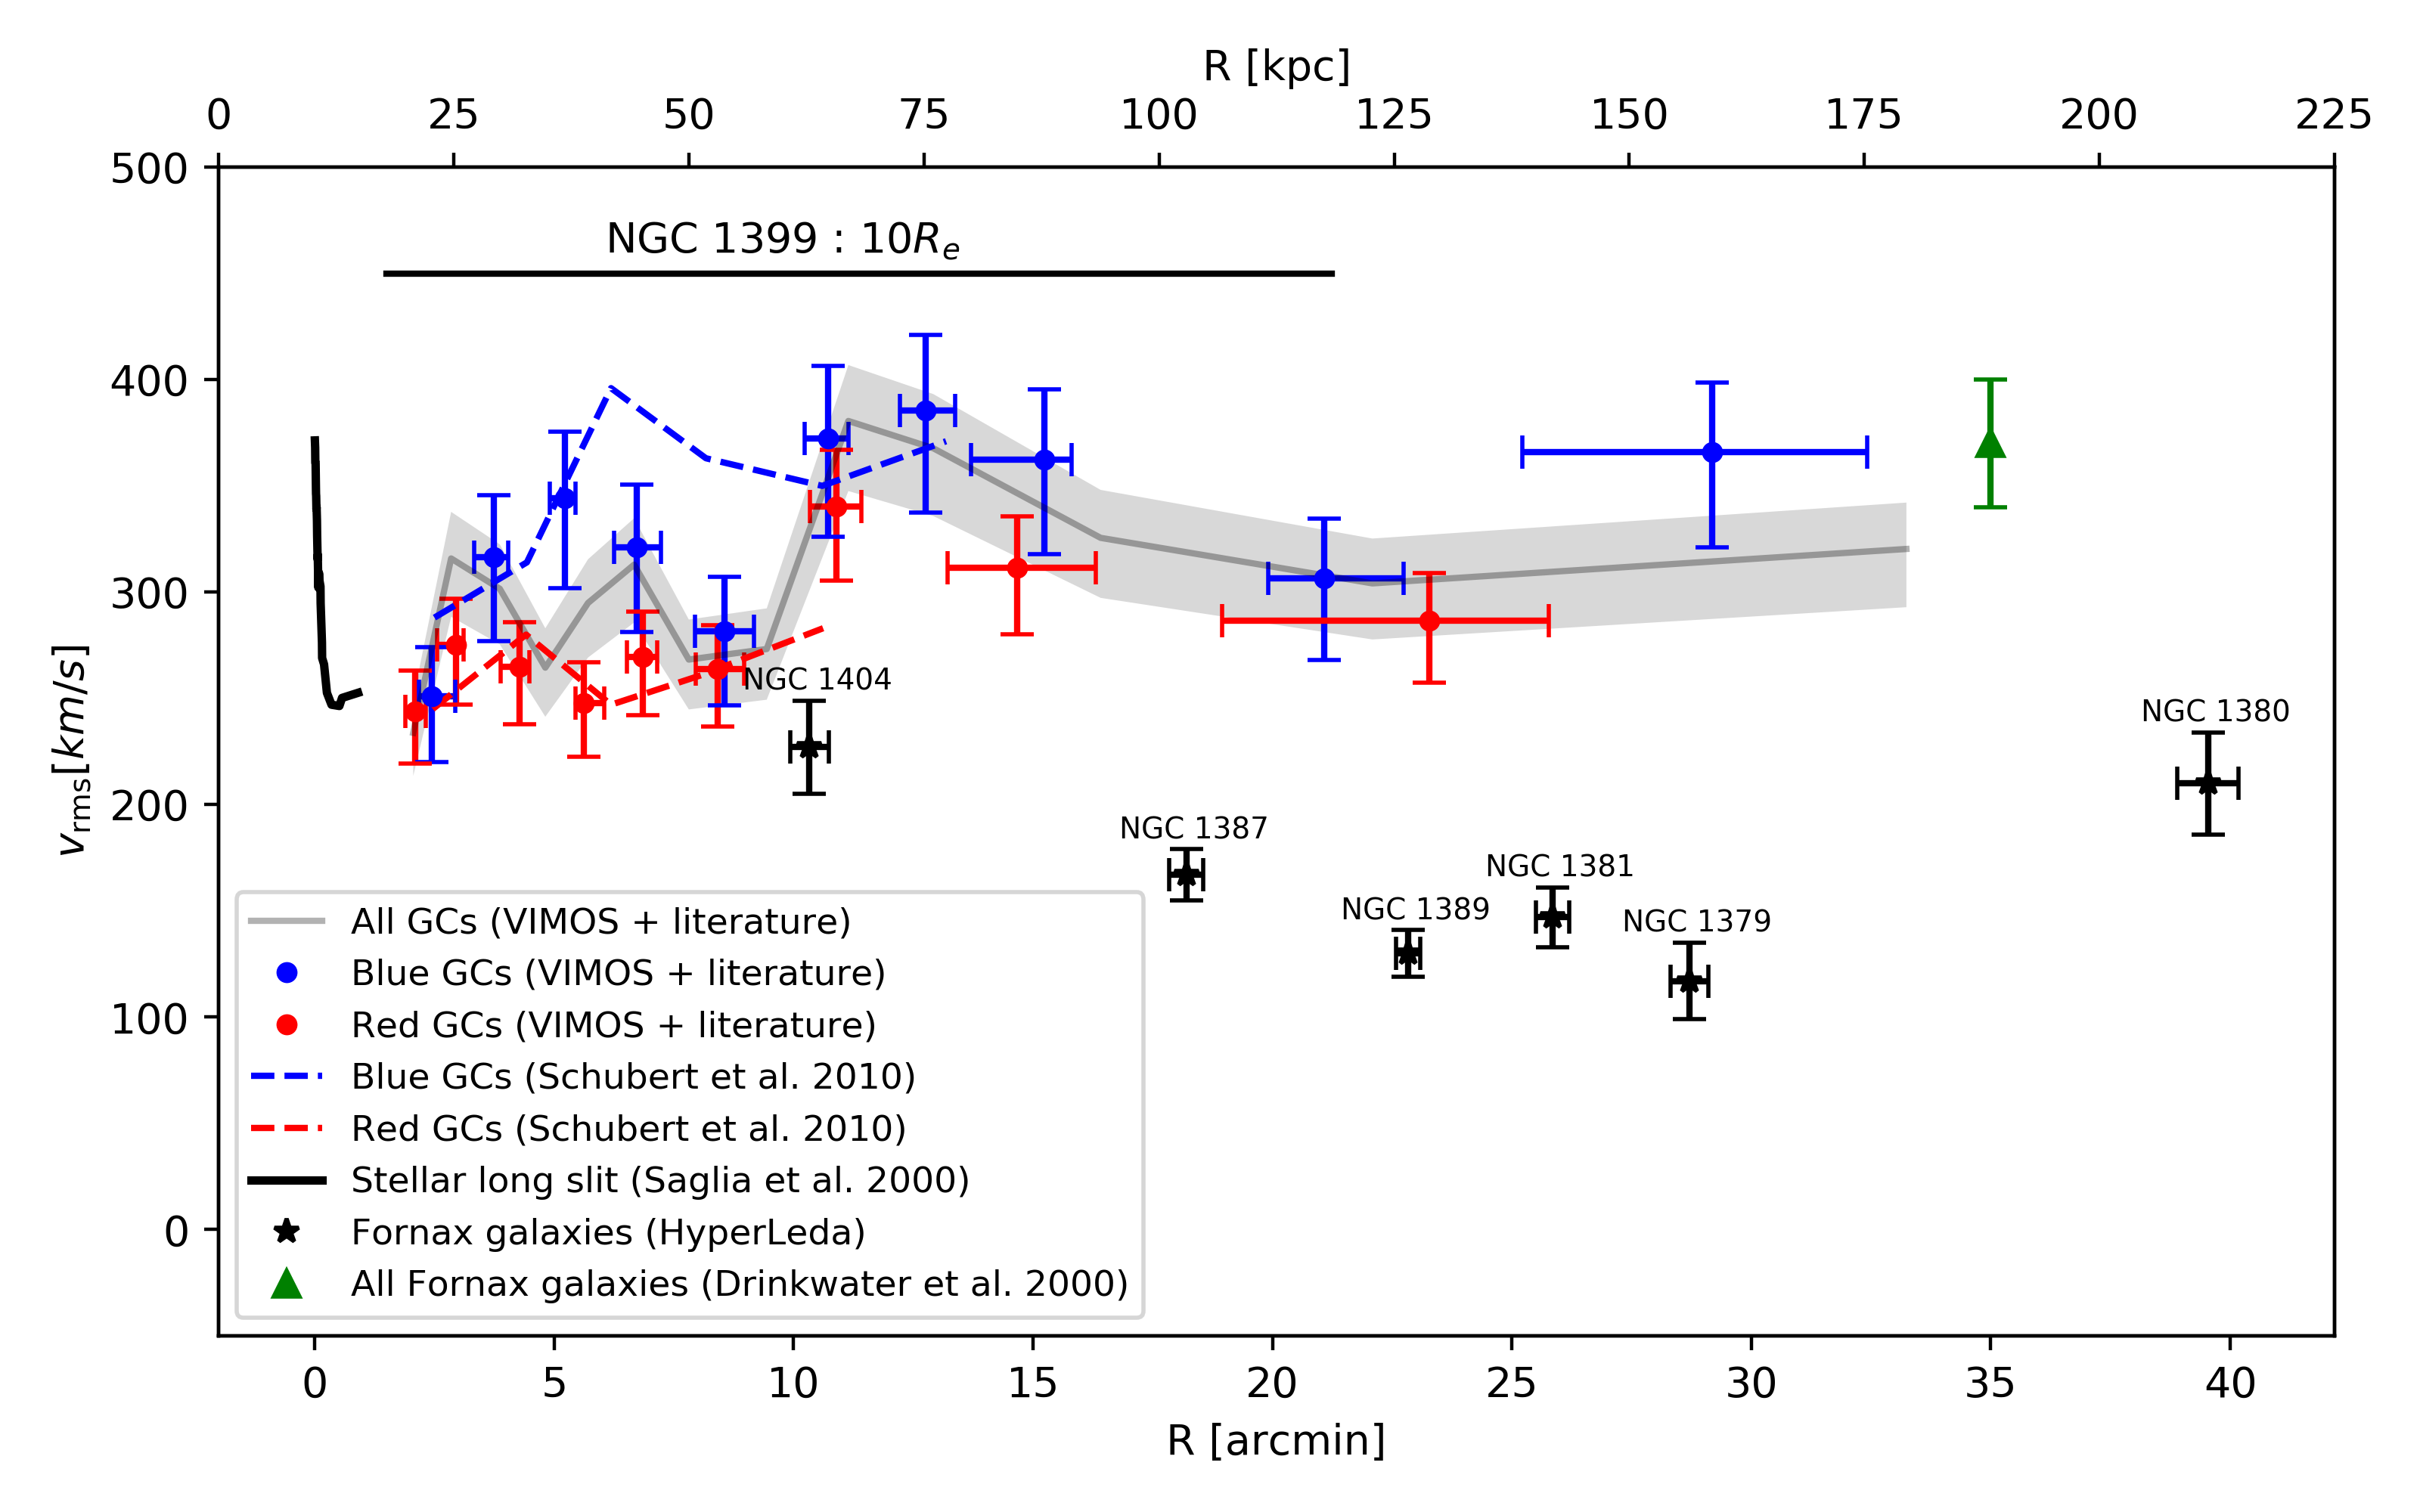 R [kpc]
0 25 50 75 100 125 150 175 200 225
500
NGC 1399 : 10Re
400
300
NGC 1404
NGC 1380
200
NGC 1387
NGC 1381
NGC 1389
NGC 1379
100
0
vrms[km/s]
All GCs (VIMOS + literature)
Blue GCs (VIMOS + literature)
Red GCs (VIMOS + literature)
Blue GCs (Schubert et al. 2010)
Red GCs (Schubert et al. 2010)
Stellar long slit (Saglia et al. 2000)
Fornax galaxies (HyperLeda)
All Fornax galaxies (Drinkwater et al. 2000)
0 5 10 15 20 25 30 35 40
R [arcmin]